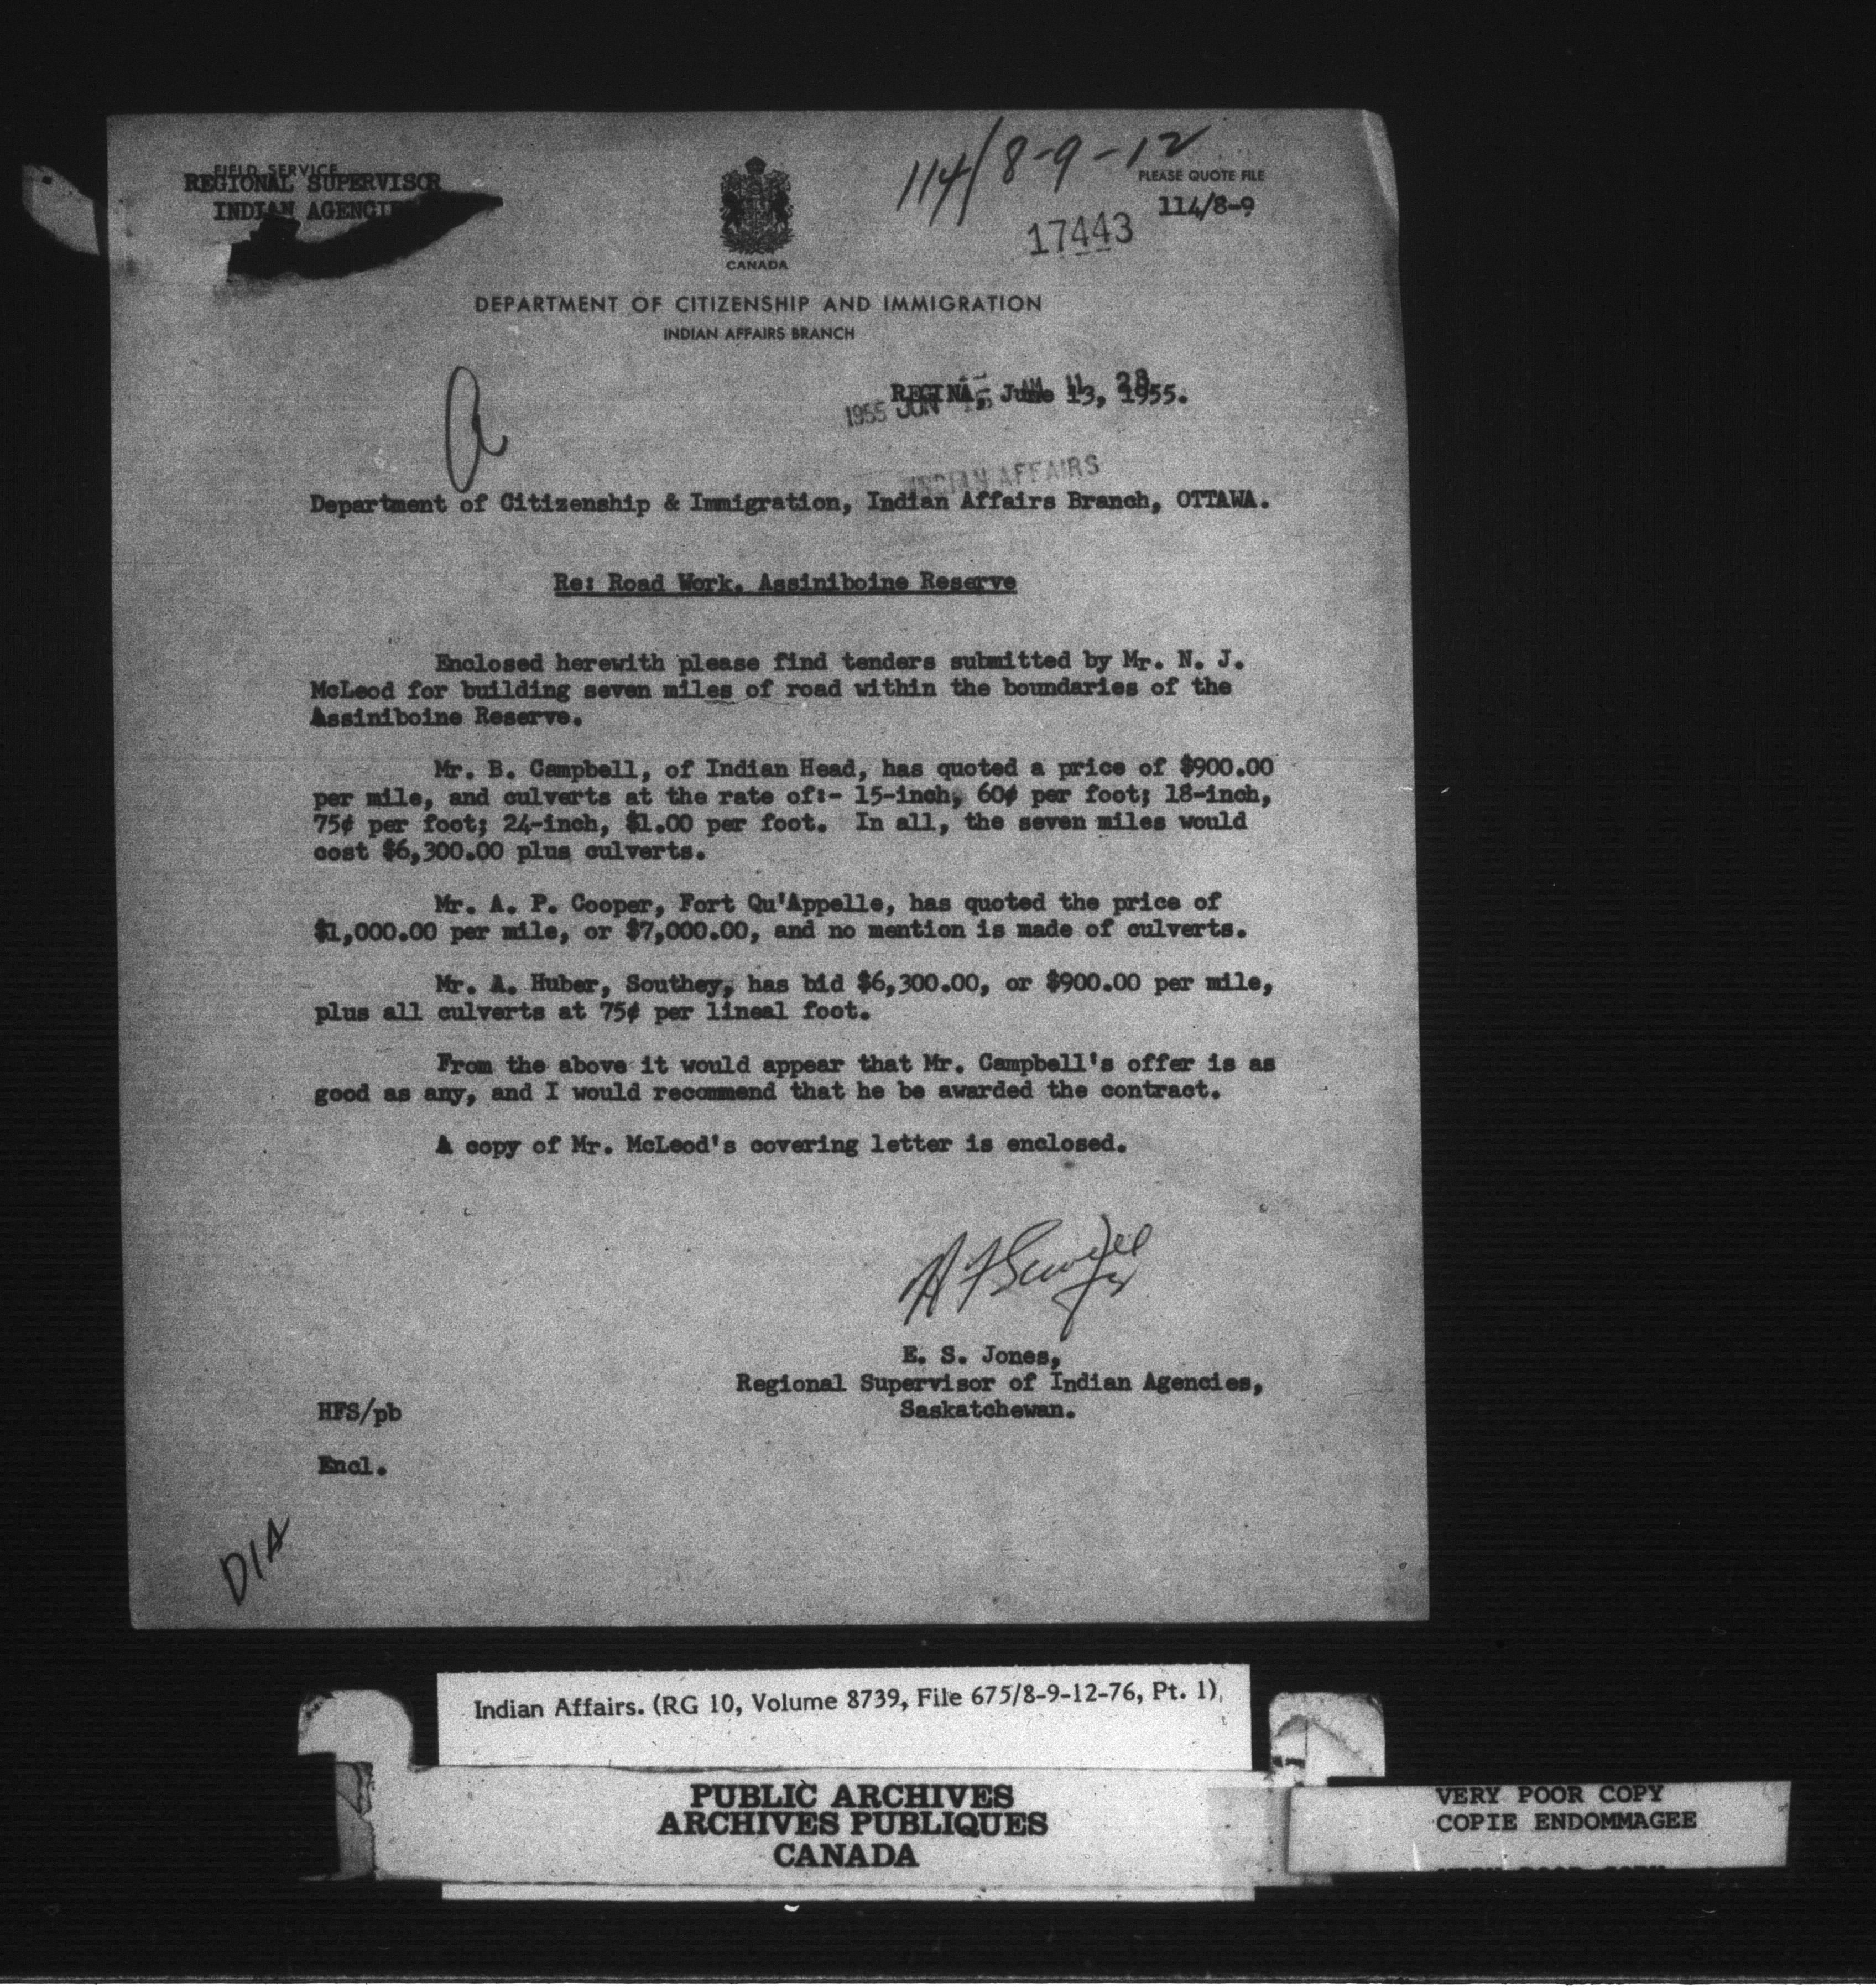 FIELD SERVICE
REGIONAL SUPERVISOR
INDIAN AGENCI
114/8-9-12
PLEASE QUOTE FILE
114/8-9
17443
CANADA
DEPARTMENT OF CITIZENSHIP AND IMMIGRATION
INDIAN AFFAIRS BRANCH
REGINA, June 13, 1955.
1955 JUN AM 11 28
INDIAN AFFAIRS
Department of Citizenship & Immigration, Indian Affairs Branch, OTTAWA.
Re: Road Work. Assiniboine Reserve
Enclosed herewith please find tenders submitted by Mr. N. J.
McLeod for building seven miles of road within the boundaries of the
Assiniboine Reserve.
Mr. B. Campbell, of Indian Head, has quoted a price of $900.00
per mile, and culverts at the rate of:- 15-inch, 60¢ per foot; 18-inch,
75¢ per foot; 24-inch, $1.00 per foot. In all, the seven miles would
cost $6,300.00 plus culverts.
Mr. A. P. Cooper, Fort Qu'Appelle, has quoted the price of
$1,000.00 per mile, or $7,000.00, and no mention is made of culverts.
Mr. A. Huber, Southey, has bid $6,300.00, or $900.00 per mile,
plus all culverts at 75¢ per lineal foot.
From the above it would appear that Mr. Campbell's offer is as
good as any, and I would recommend that he be awarded the contract.
A copy of Mr. McLeod's covering letter is enclosed.
E. S. Jones,
Regional Supervisor of Indian Agencies,
Saskatchewan.
HFS/pb
Encl.
DIA
Indian Affairs. (RG 10, Volume 8739, File 675/8-9-12-76, Pt. 1)
PUBLIC ARCHIVES
ARCHIVES PUBLIQUES
CANADA
VERY POOR COPY
COPIE ENDOMMAGEE